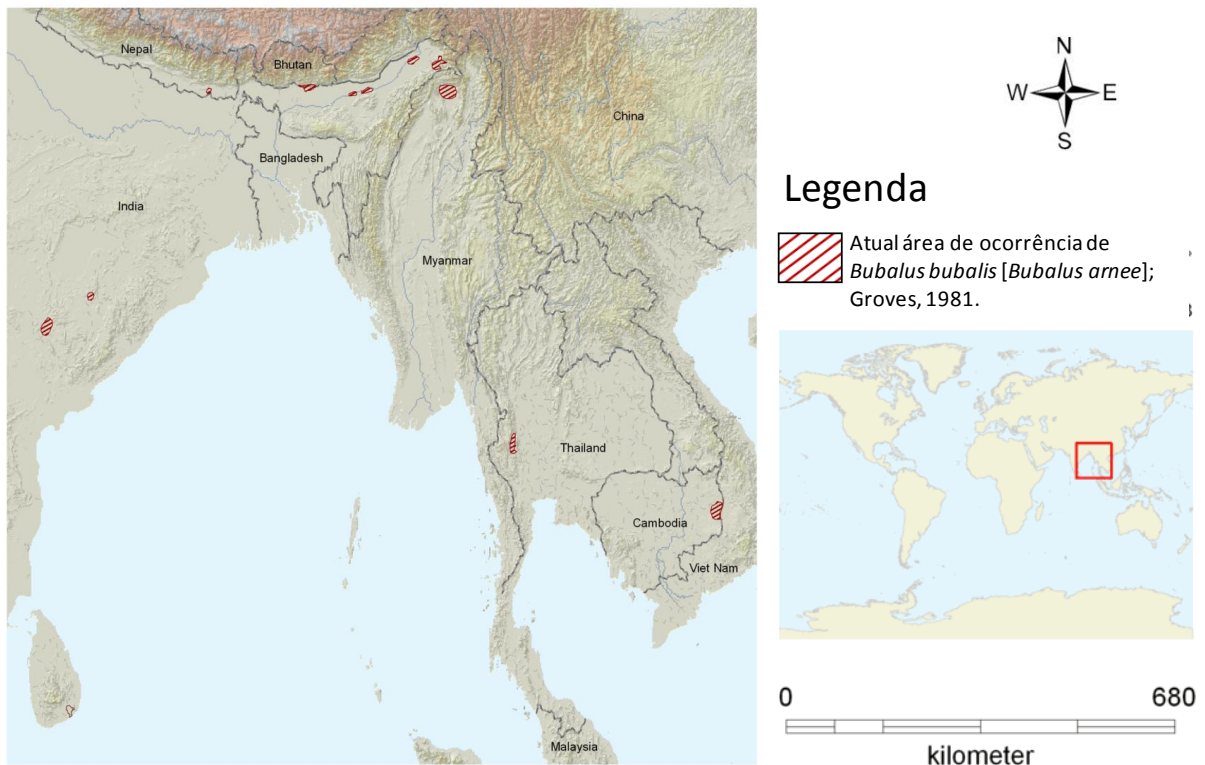 Nepal
Bhutan
China
Bangladesh
India
Myanmar
Thailand
Cambodia
Viet Nam
Malaysia
N
W E
S
Legenda
Atual área de ocorrência de
Bubalus bubalis [Bubalus arnee];
Groves, 1981.
0 680
kilometer